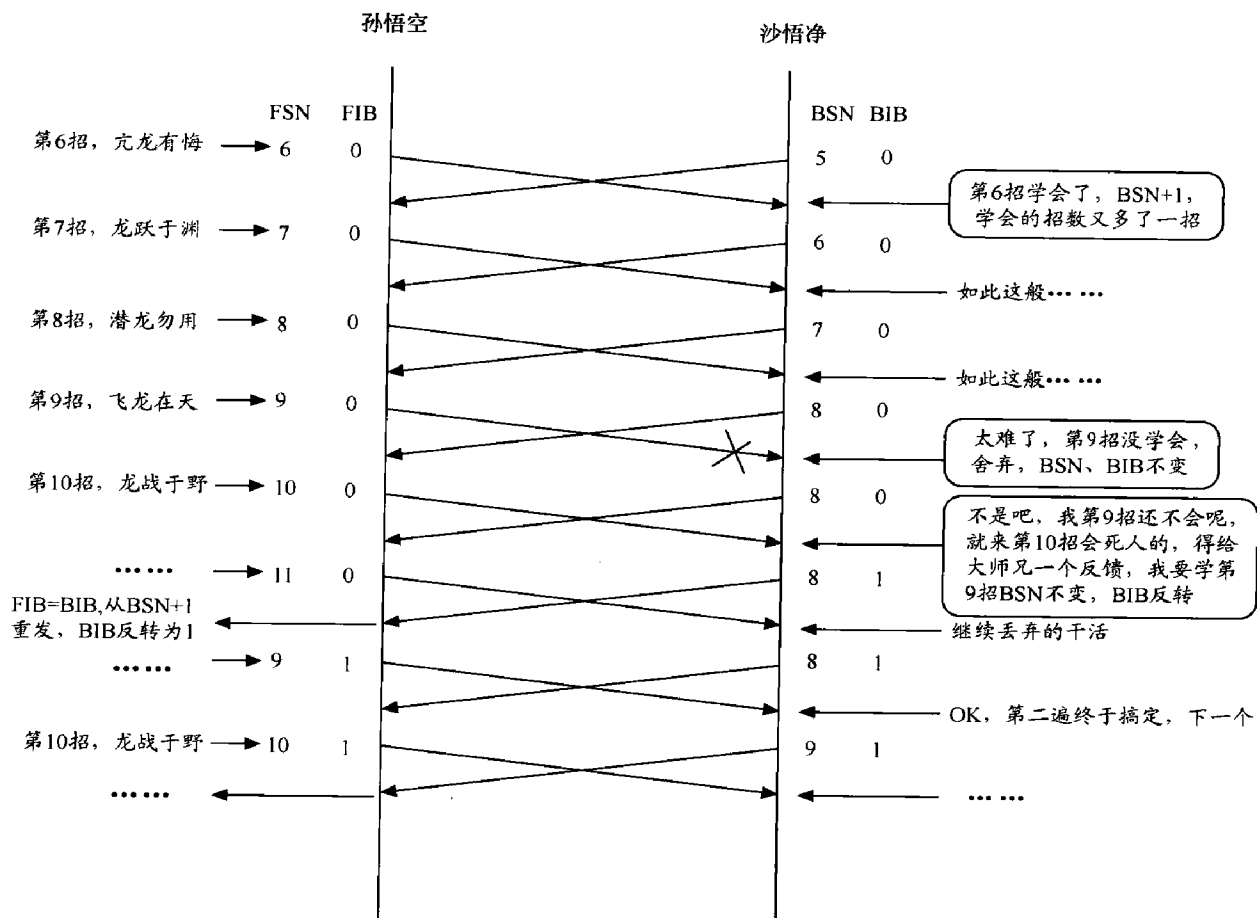 孙悟空
沙悟净
FSN FIB
BSN BIB
第6招，亢龙有悔 6 0
5 0
第6招学会了，BSN+1，
学会的招数又多了一招
第7招，龙跃于渊 7 0
6 0
如此这般……
第8招，潜龙勿用 8 0
7 0
如此这般……
第9招，飞龙在天 9 0
8 0
太难了，第9招没学会，
舍弃，BSN、BIB不变
第10招，龙战于野 10 0
8 0
不是吧，我第9招还不会呢，
就来第10招会死人的，得给
大师兄一个反馈，我要学第
9招BSN不变，BIB反转
…… 11 0
8 1
FIB=BIB,从BSN+1
重发，BIB反转为1
继续丢弃的干活
…… 9 1
8 1
OK，第二遍终于搞定，下一个
第10招，龙战于野 10 1
9 1
……
……